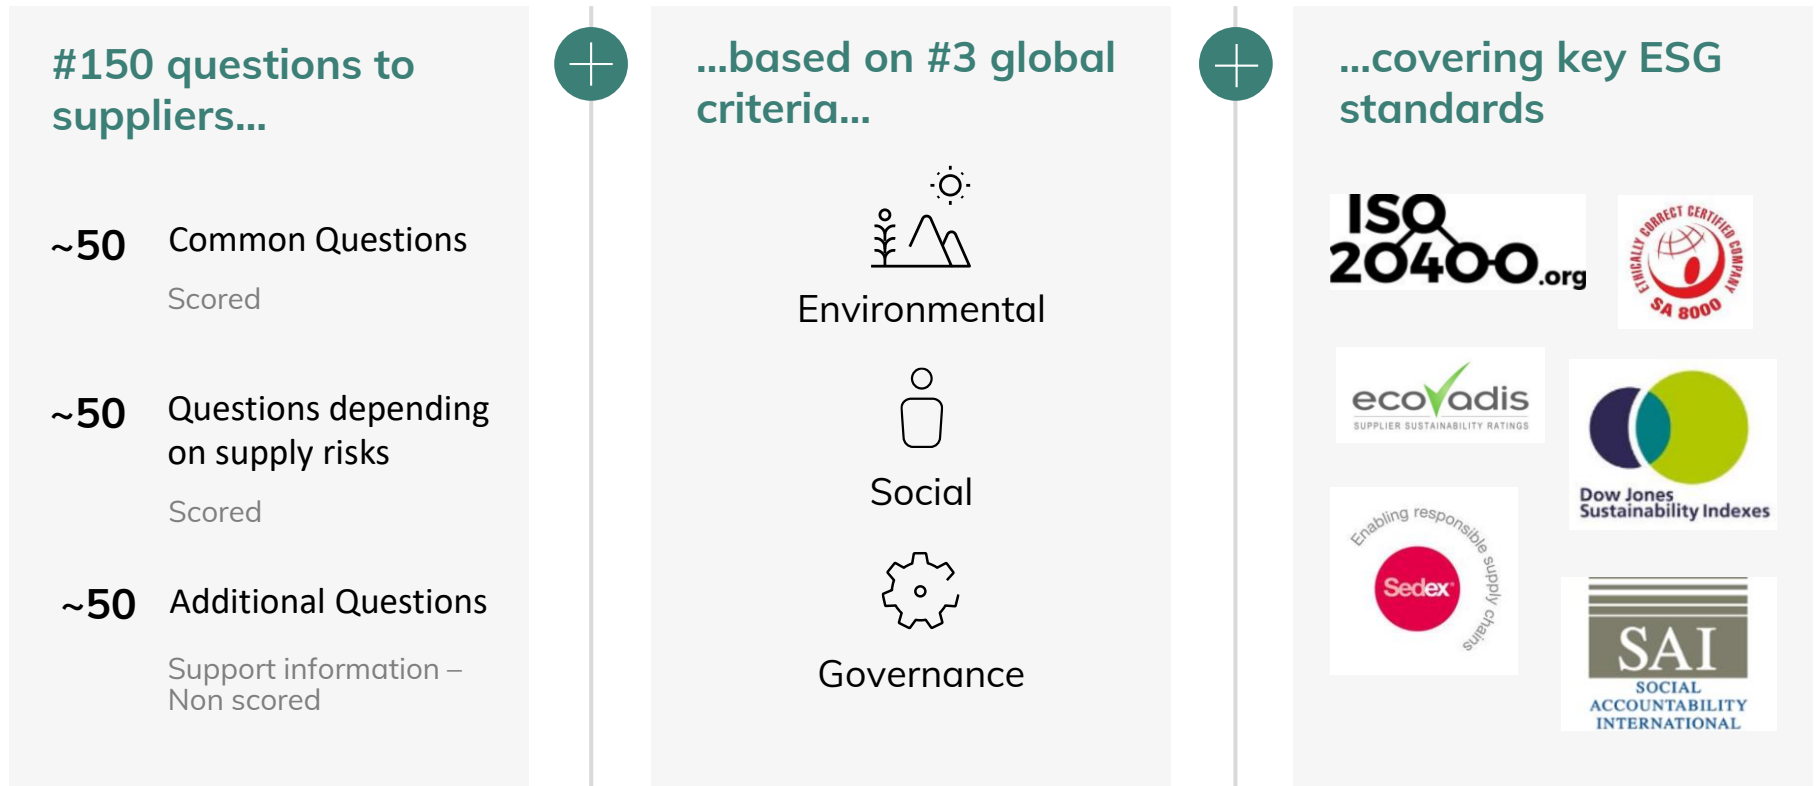 #150 questions to
suppliers...
~50
Common Questions
Scored
~50
Questions depending
on supply risks
Scored
~50
Additional Questions
Support information –
Non scored
...based on #3 global
criteria...
Environmental
Social
Governance
...covering key ESG
standards
ISO
20400.org
ETHICALLY CORRECT CERTIFIED COMPANY
SA 8000
ecoVadis
SUPPLIER SUSTAINABILITY RATINGS
Dow Jones
Sustainability Indexes
Enabling responsible supply chains
Sedex
SAI
SOCIAL
ACCOUNTABILITY
INTERNATIONAL